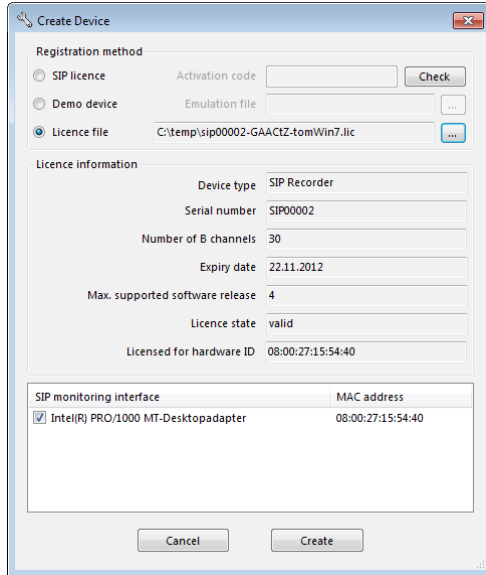 Create Device
Registration method
SIP licence Activation code Check
Demo device Emulation file ...
Licence file C:\temp\sip00002-GAACtZ-tomWin7.lic ...
Licence information
Device type SIP Recorder
Serial number SIP00002
Number of B channels 30
Expiry date 22.11.2012
Max. supported software release 4
Licence state valid
Licensed for hardware ID 08:00:27:15:54:40
SIP monitoring interface MAC address
Intel(R) PRO/1000 MT-Desktopadapter 08:00:27:15:54:40
Cancel Create